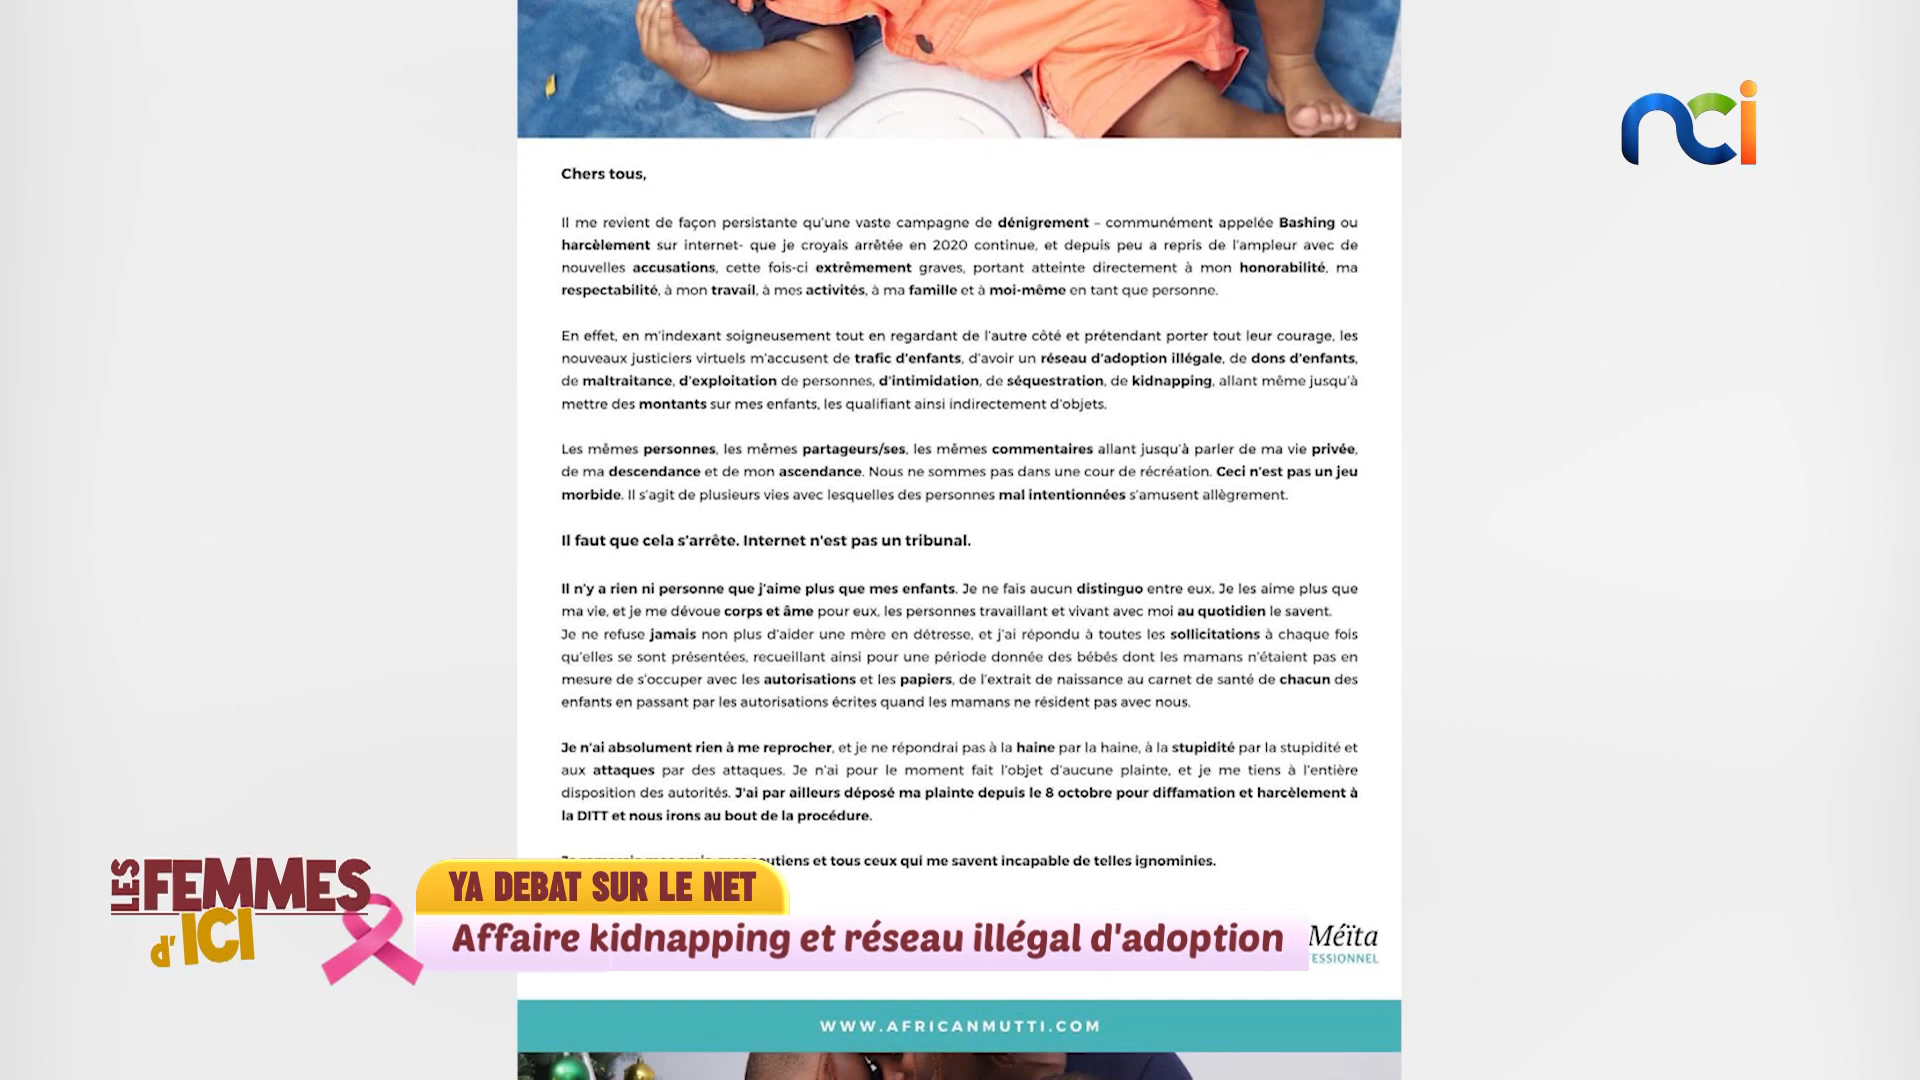 nci
Chers tous,
Il me revient de façon persistante qu'une vaste campagne de dénigrement – communément appelée Bashing ou
harcèlement sur internet- que je croyais arrêtée en 2020 continue, et depuis peu a repris de l'ampleur avec de
nouvelles accusations, cette fois-ci extrêmement graves, portant atteinte directement à mon honorabilité, ma
respectabilité, à mon travail, à mes activités, à ma famille et à moi-même en tant que personne.
En effet, en m'indexant soigneusement tout en regardant de l'autre côté et prétendant porter tout leur courage, les
nouveaux justiciers virtuels m'accusent de trafic d'enfants, d'avoir un réseau d'adoption illégale, de dons d'enfants,
de maltraitance, d'exploitation de personnes, d'intimidation, de séquestration, de kidnapping, allant même jusqu'à
mettre des montants sur mes enfants, les qualifiant ainsi indirectement d'objets.
Les mêmes personnes, les mêmes partageurs/ses, les mêmes commentaires allant jusqu'à parler de ma vie privée,
de ma descendance et de mon ascendance. Nous ne sommes pas dans une cour de récréation. Ceci n'est pas un jeu
morbide. Il s'agit de plusieurs vies avec lesquelles des personnes mal intentionnées s'amusent allègrement.
Il faut que cela s'arrête. Internet n'est pas un tribunal.
Il n'y a rien ni personne que j'aime plus que mes enfants. Je ne fais aucun distinguo entre eux. Je les aime plus que
ma vie, et je me dévoue corps et âme pour eux, les personnes travaillant et vivant avec moi au quotidien le savent.
Je ne refuse jamais non plus d'aider une mère en détresse, et j'ai répondu à toutes les sollicitations à chaque fois
qu'elles se sont présentées, recueillant ainsi pour une période donnée des bébés dont les mamans n'étaient pas en
mesure de s'occuper avec les autorisations et les papiers, de l'extrait de naissance au carnet de santé de chacun des
enfants en passant par les autorisations écrites quand les mamans ne résident pas avec nous.
Je n'ai absolument rien à me reprocher, et je ne répondrai pas à la haine par la haine, à la stupidité par la stupidité et
aux attaques par des attaques. Je n'ai pour le moment fait l'objet d'aucune plainte, et je me tiens à l'entière
disposition des autorités. J'ai par ailleurs déposé ma plainte depuis le 8 octobre pour diffamation et harcèlement à
la DITT et nous irons au bout de la procédure.
et tous ceux qui me savent incapable de telles ignominies.
LES FEMMES
d'ICI
YA DEBAT SUR LE NET
Affaire kidnapping et réseau illégal d'adoption
Méïta
WWW.AFRICANMUTTI.COM